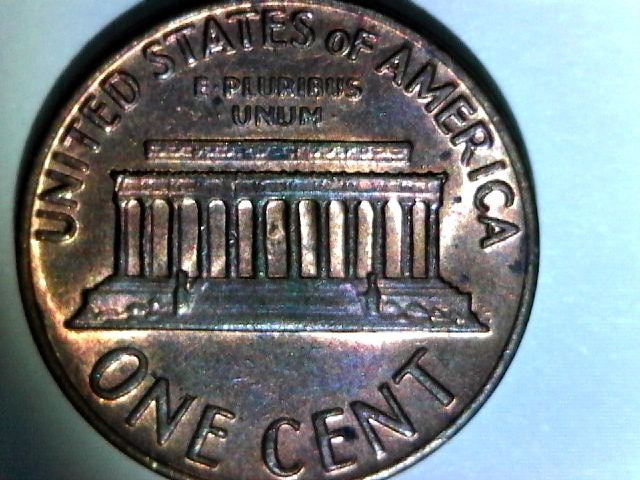 UNITED STATES OF AMERICA
E PLURIBUS
UNUM
ONE CENT